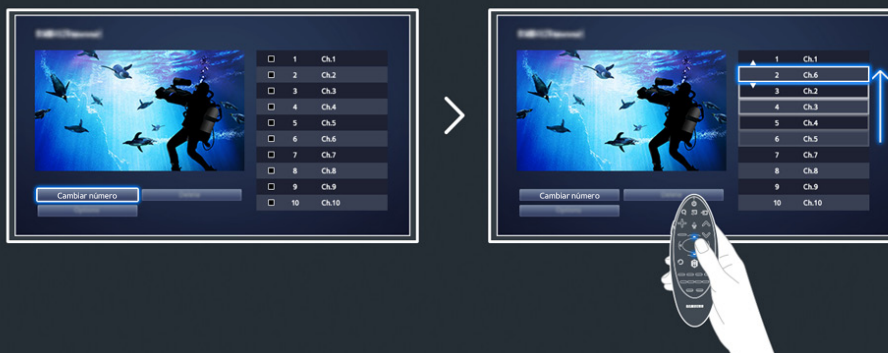 1 Ch.1
2 Ch.2
3 Ch.3
4 Ch.4
5 Ch.5
6 Ch.6
7 Ch.7
8 Ch.8
9 Ch.9
10 Ch.10
Cambiar número
1 Ch.1
2 Ch.6
3 Ch.2
4 Ch.3
5 Ch.4
6 Ch.5
7 Ch.7
8 Ch.8
9 Ch.9
10 Ch.10
Cambiar número